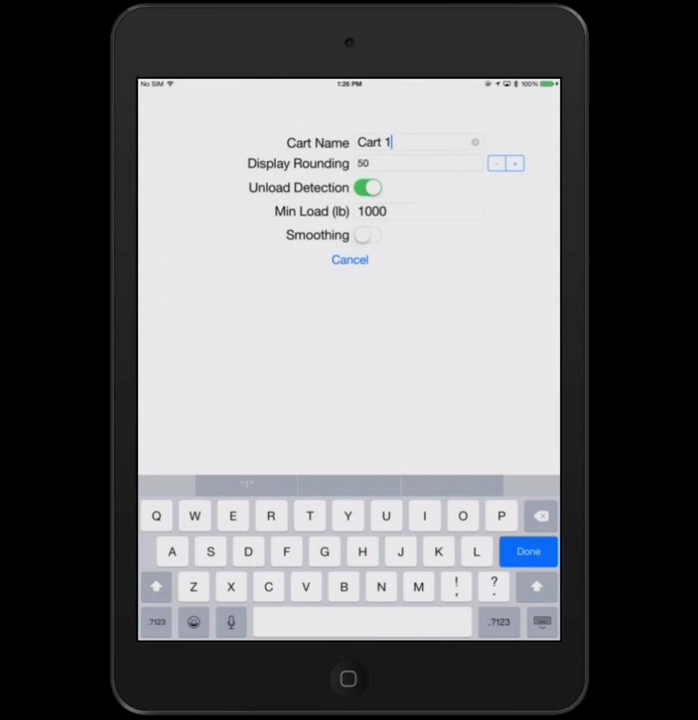 No SIM 1:26 PM 100%
Cart Name Cart 1
Display Rounding 50 - +
Unload Detection
Min Load (lb) 1000
Smoothing
Cancel
"1"
Q W E R T Y U I O P
A S D F G H J K L Done
Z X C V B N M ! , ? .
.?123 .?123